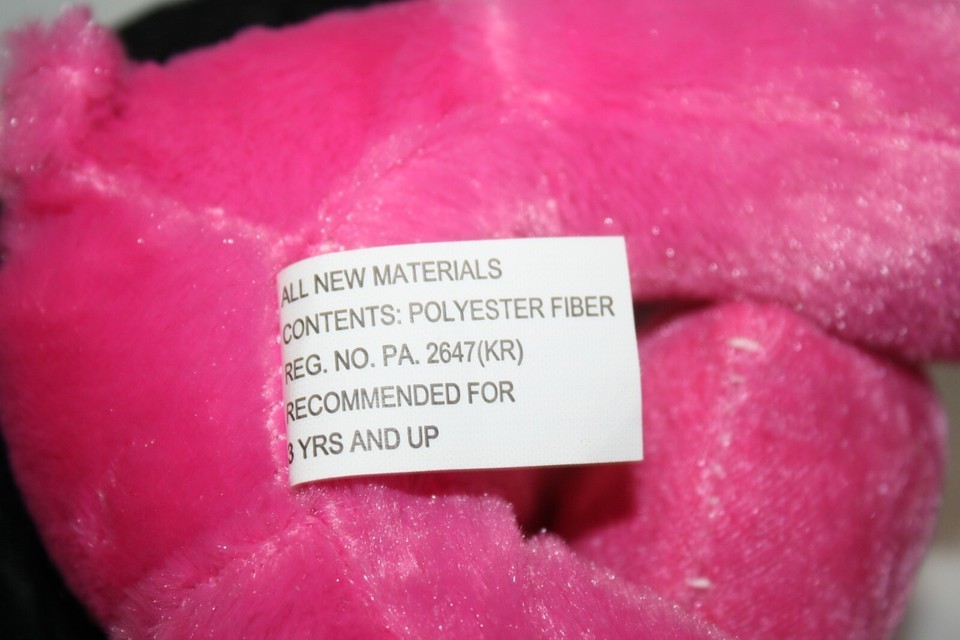 ALL NEW MATERIALS
CONTENTS: POLYESTER FIBER
REG. NO. PA. 2647(KR)
RECOMMENDED FOR
3 YRS AND UP